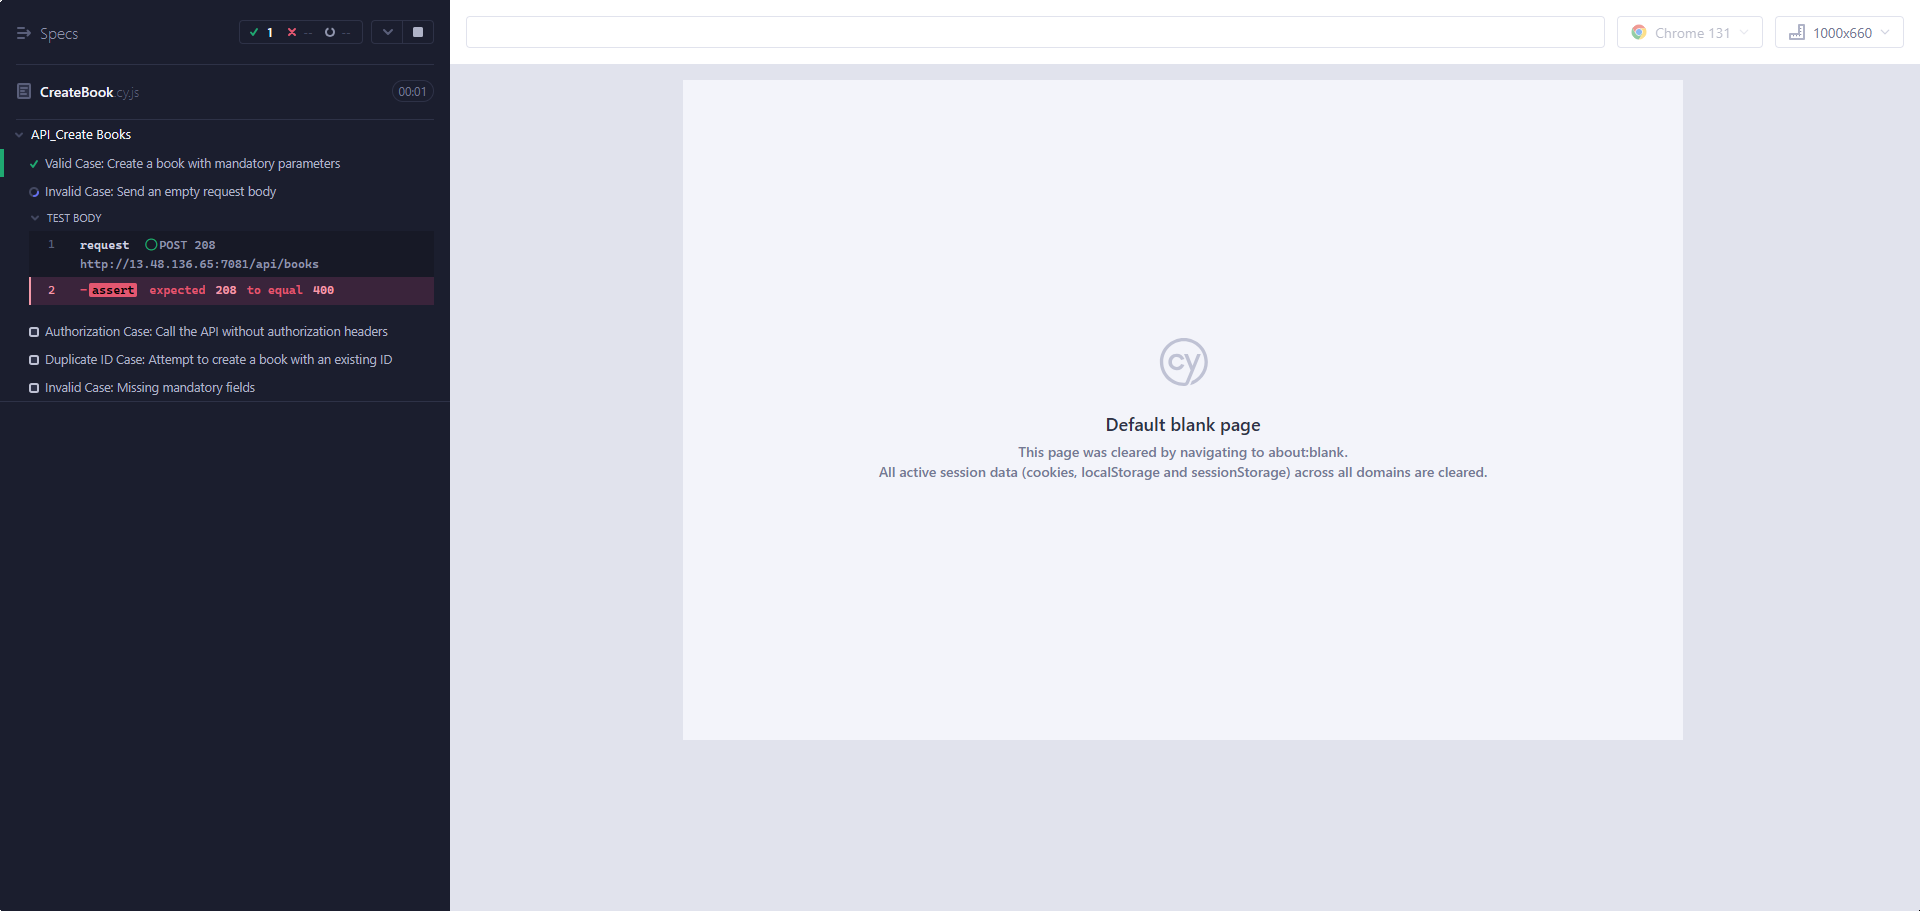 Specs
1 -- --
CreateBook.cy.js 00:01
API_Create Books
Valid Case: Create a book with mandatory parameters
Invalid Case: Send an empty request body
TEST BODY
1 request POST 208
http://13.48.136.65:7081/api/books
2 -assert expected 208 to equal 400
Authorization Case: Call the API without authorization headers
Duplicate ID Case: Attempt to create a book with an existing ID
Invalid Case: Missing mandatory fields
Chrome 131
1000x660
cy
Default blank page
This page was cleared by navigating to about:blank.
All active session data (cookies, localStorage and sessionStorage) across all domains are cleared.